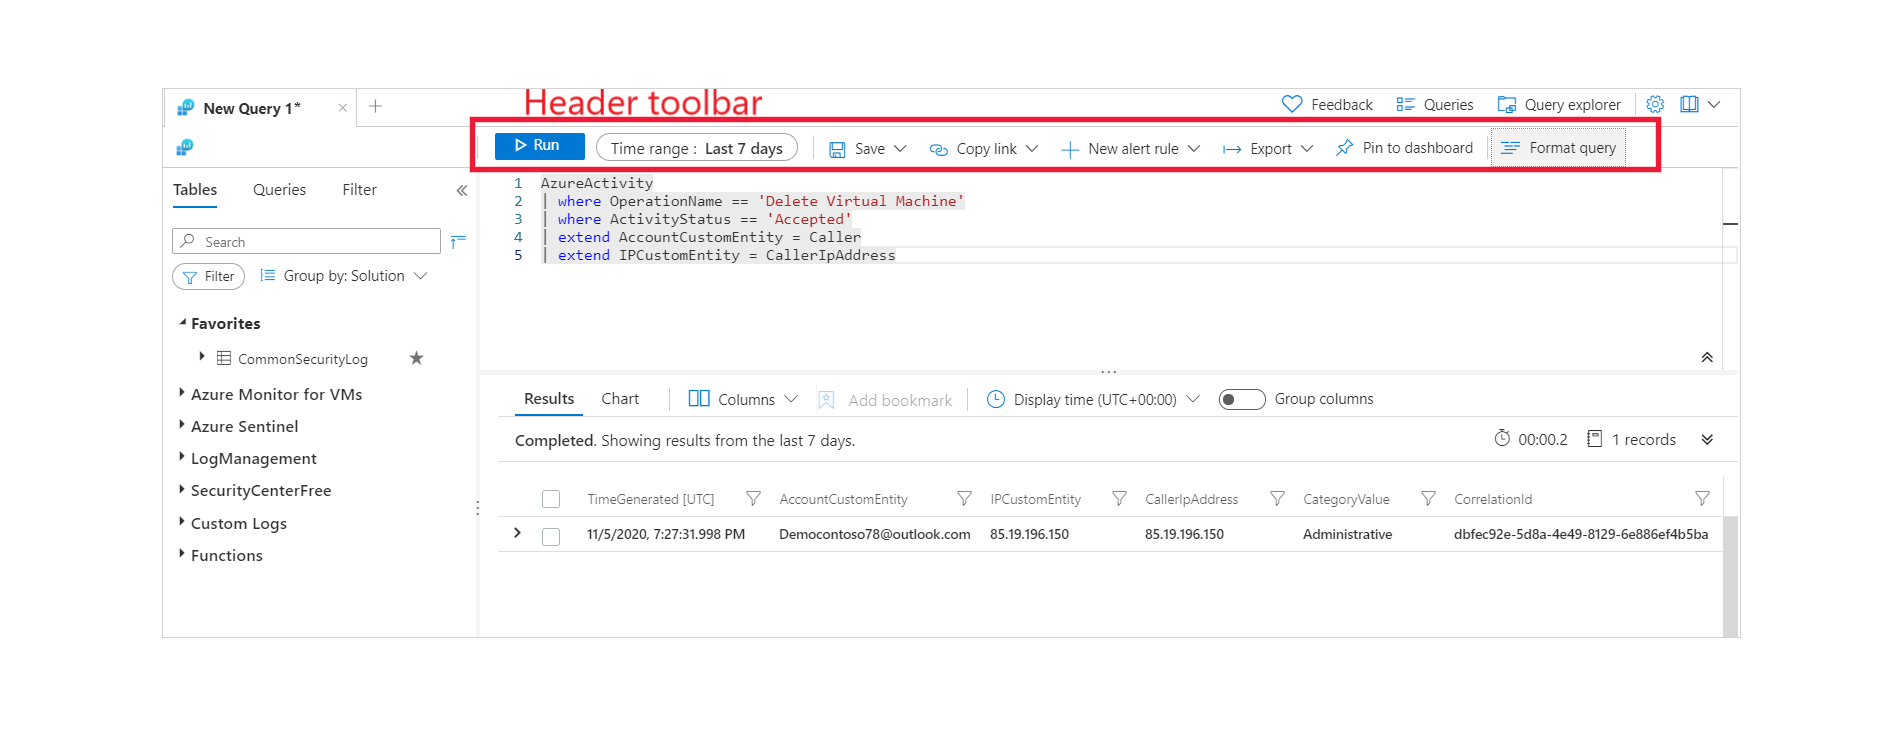 New Query 1*
Header toolbar
Feedback Queries Query explorer
Run Time range : Last 7 days Save Copy link New alert rule Export Pin to dashboard Format query
Tables Queries Filter
Search
Filter Group by: Solution
Favorites
CommonSecurityLog
Azure Monitor for VMs
Azure Sentinel
LogManagement
SecurityCenterFree
Custom Logs
Functions
1 AzureActivity
2 | where OperationName == 'Delete Virtual Machine'
3 | where ActivityStatus == 'Accepted'
4 | extend AccountCustomEntity = Caller
5 | extend IPCustomEntity = CallerIpAddress
Results Chart Columns Add bookmark Display time (UTC+00:00) Group columns
Completed. Showing results from the last 7 days. 00:00.2 1 records
TimeGenerated [UTC] AccountCustomEntity IPCustomEntity CallerIpAddress CategoryValue CorrelationId
11/5/2020, 7:27:31.998 PM Democontoso78@outlook.com 85.19.196.150 85.19.196.150 Administrative dbfec92e-5d8a-4e49-8129-6e886ef4b5ba